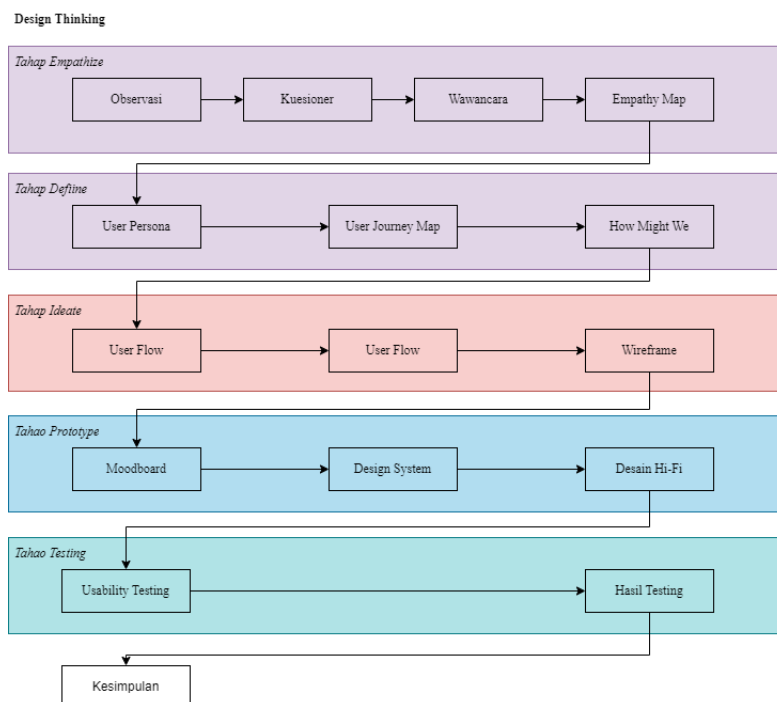 Design Thinking
Tahap Empathize
Observasi
Kuesioner
Wawancara
Empathy Map
Tahap Deftine
User Persona
User Journey Map
How Might We
Tahap Ideate
User Flow
User Flow
Wireframe
Tahao Prototype
Moodboard
Design System
Desain Hi-Fi
Tahao Testing
Usability Testing
Hasil Testing
Kesimpulan